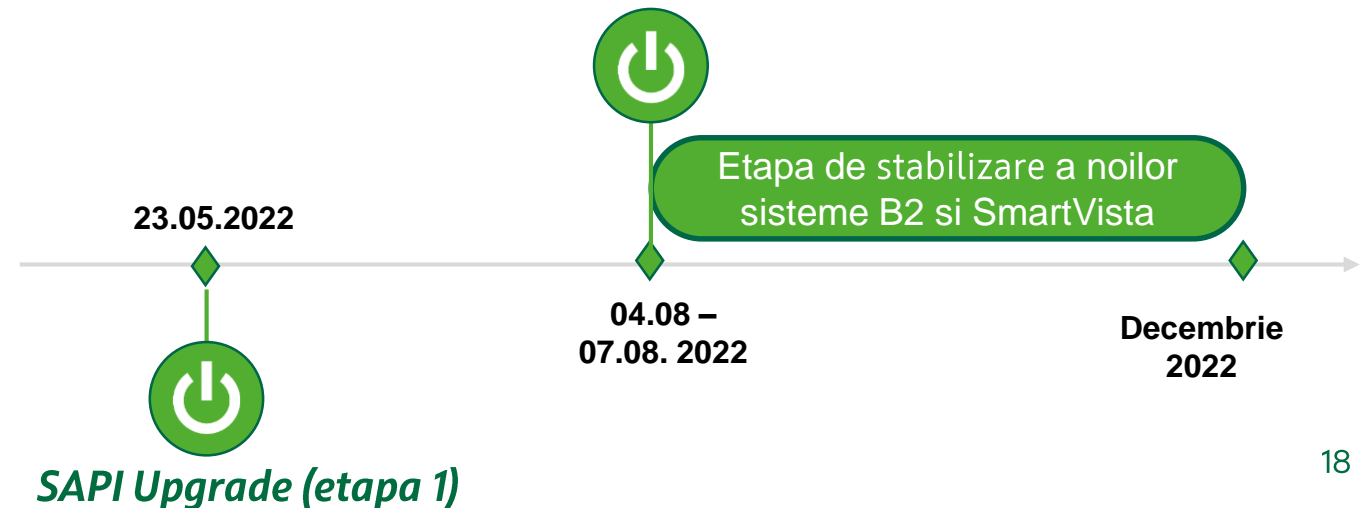 Etapa de stabilizare a noilor
sisteme B2 si SmartVista
23.05.2022
04.08 –
07.08. 2022
Decembrie
2022
SAPI Upgrade (etapa 1)
18